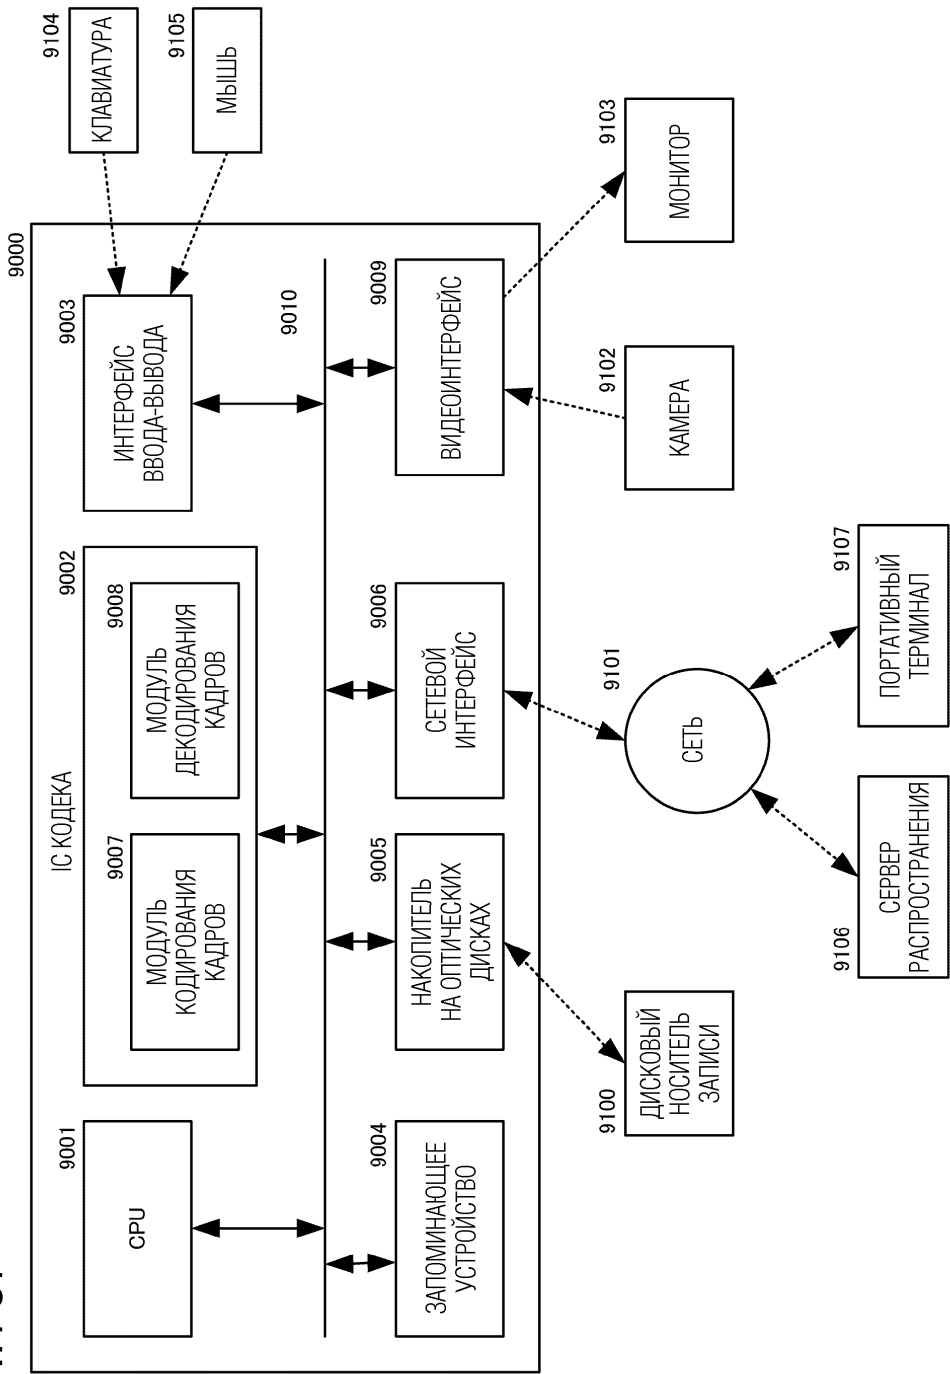 9000
9001
CPU
IC КОДЕКА
9002
9007
МОДУЛЬ
КОДИРОВАНИЯ
КАДРОВ
9008
МОДУЛЬ
ДЕКОДИРОВАНИЯ
КАДРОВ
9003
ИНТЕРФЕЙС
ВВОДА-ВЫВОДА
9104
КЛАВИАТУРА
9105
МЫШЬ
9010
9004
ЗАПОМИНАЮЩЕЕ
УСТРОЙСТВО
9005
НАКОПИТЕЛЬ
НА ОПТИЧЕСКИХ
ДИСКАХ
9006
СЕТЕВОЙ
ИНТЕРФЕЙС
9009
ВИДЕОИНТЕРФЕЙС
9100
ДИСКОВЫЙ
НОСИТЕЛЬ
ЗАПИСИ
9101
СЕТЬ
9102
КАМЕРА
9103
МОНИТОР
9106
СЕРВЕР
РАСПРОСТРАНЕНИЯ
9107
ПОРТАТИВНЫЙ
ТЕРМИНАЛ